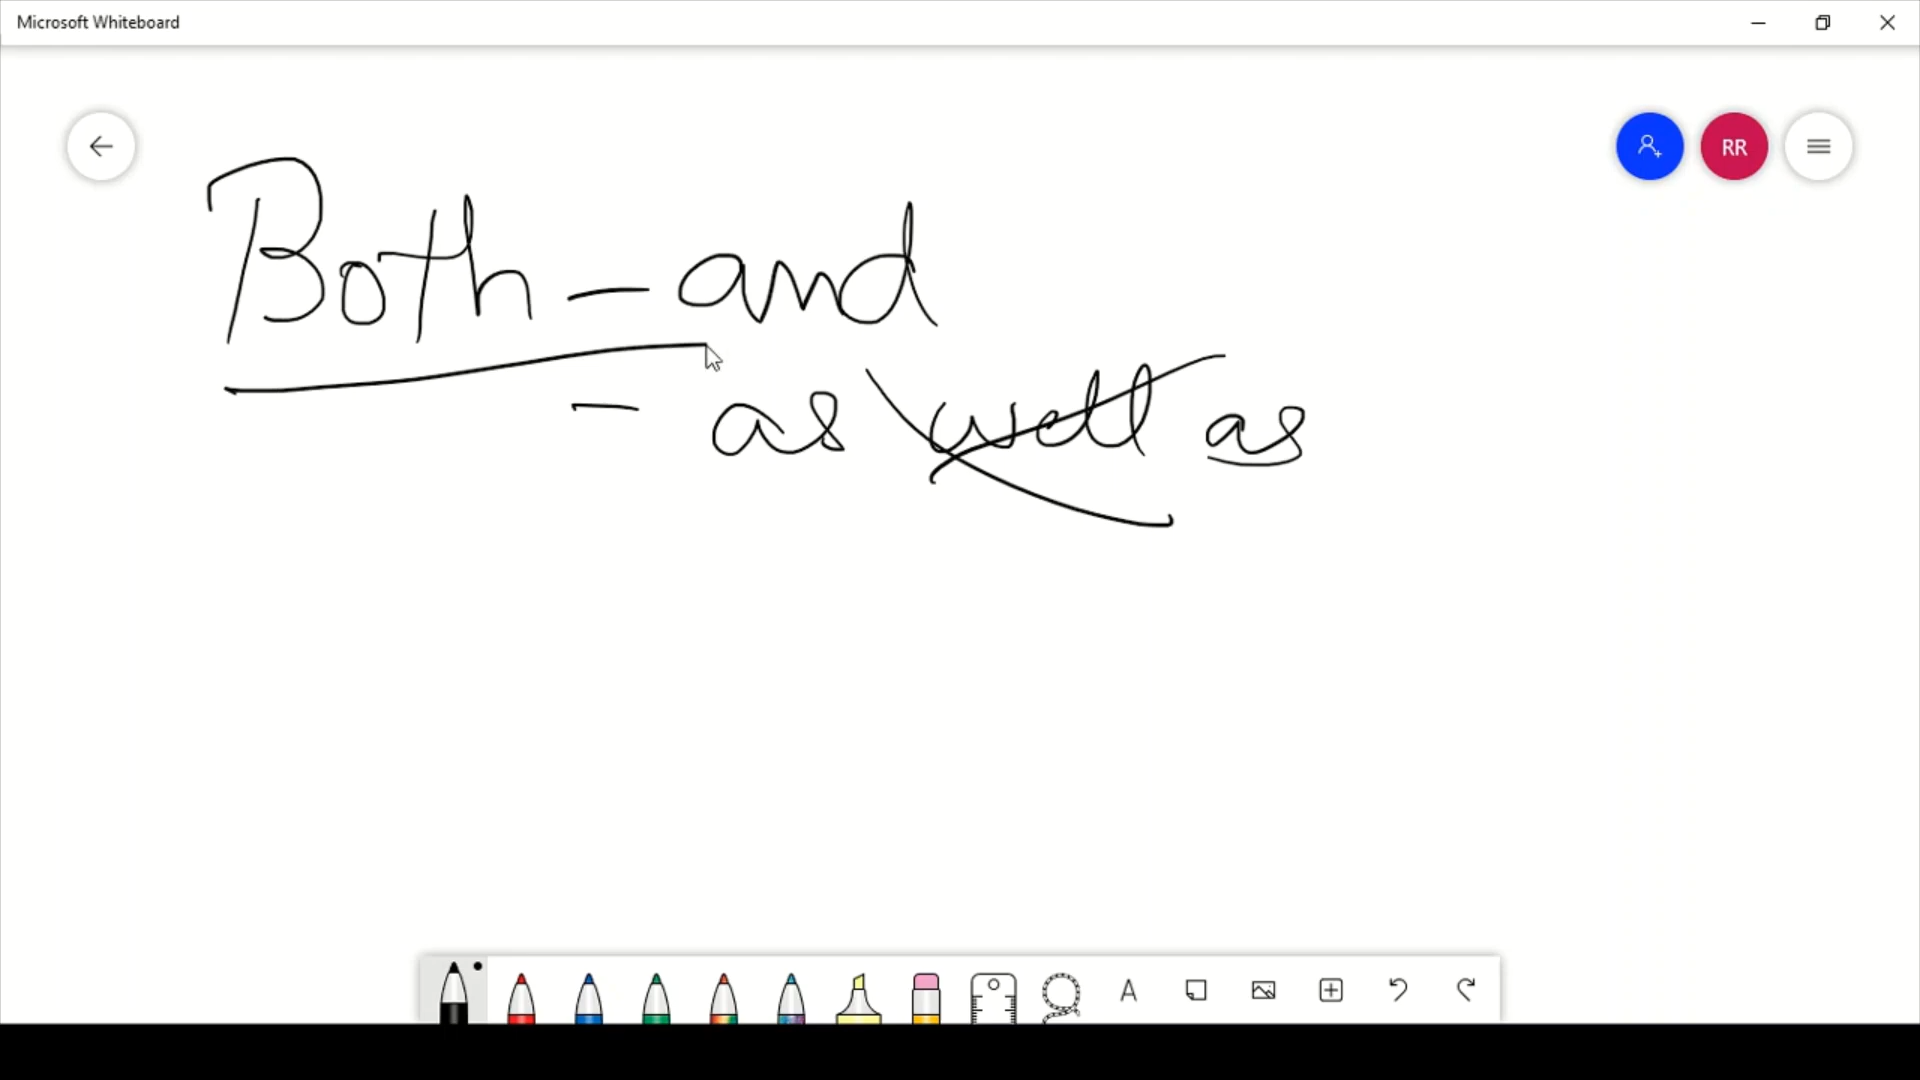 Microsoft Whiteboard
RR
Both - and
- as well as
A